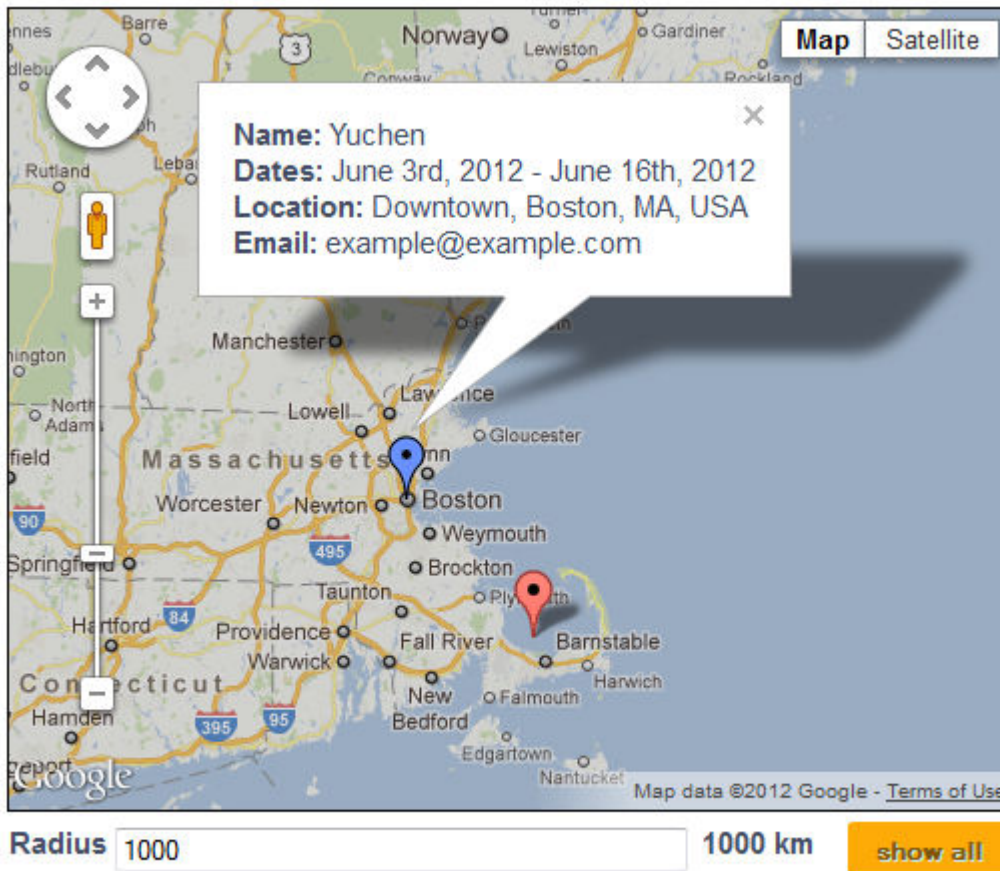 Barre
Turner
Norway
Gardiner
Lewiston
Map
Satellite
3
Conway
Rockland
Name: Yuchen
Dates: June 3rd, 2012 - June 16th, 2012
Location: Downtown, Boston, MA, USA
Email: example@example.com
×
Rutland
+
Manchester
Lawrence
North
Adams
Lowell
Gloucester
Massachusetts
Worcester
Newton
Boston
90
495
Weymouth
Springfield
Brockton
Taunton
84
Hartford
Providence
Fall River
Barnstable
Warwick
Harwich
Connecticut
New
Bedford
Falmouth
Hamden
395
95
Edgartown
Nantucket
Google
Map data ©2012 Google - Terms of Use
Radius 1000 1000 km show all